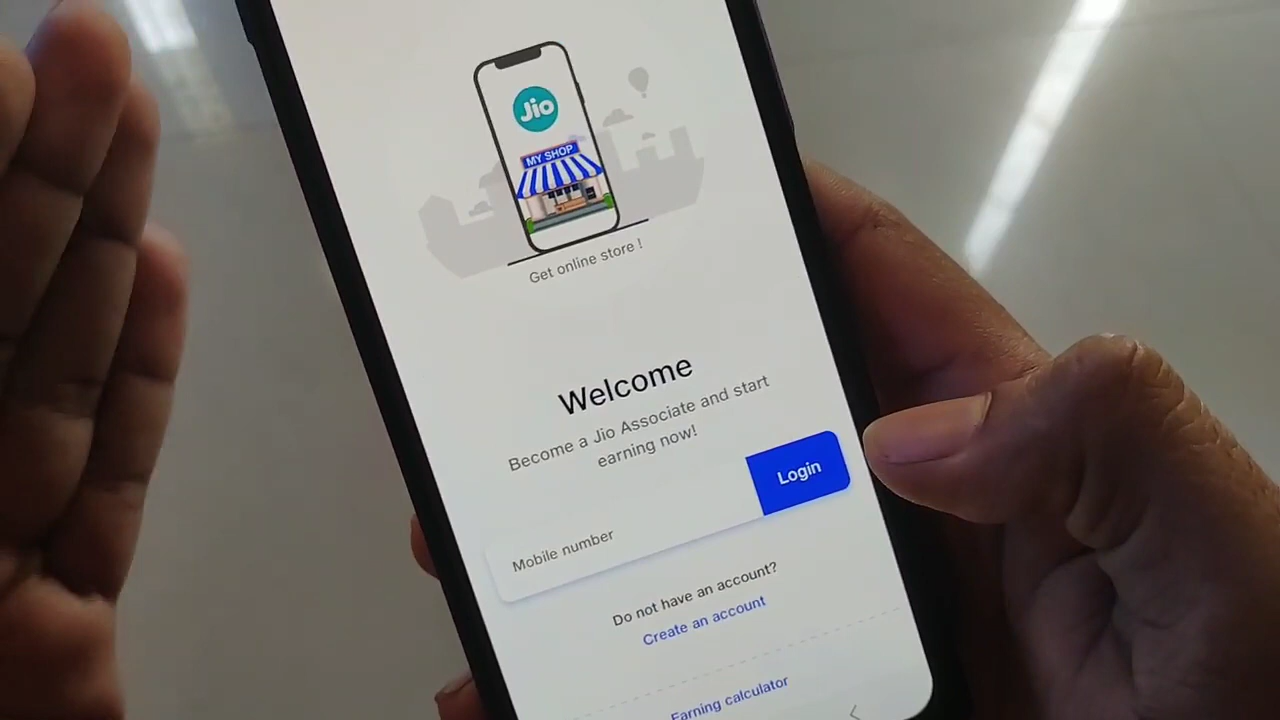 Jio
MY SHOP
Get online store !
Welcome
Become a Jio Associate and start
earning now!
Login
Mobile number
Do not have an account?
Create an account
Earning calculator